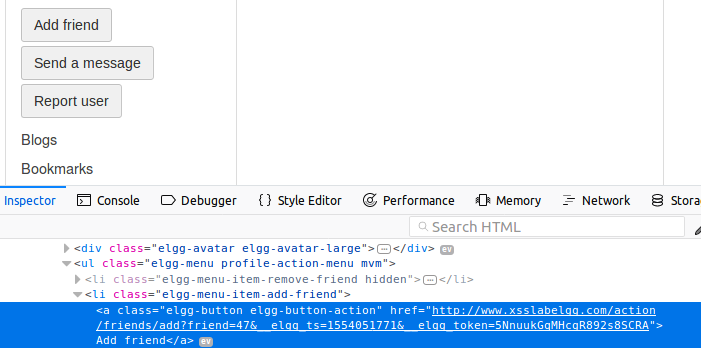 Add friend
Send a message
Report user
Blogs
Bookmarks
Inspector Console Debugger Style Editor Performance Memory Network Stora
Search HTML
<div class="elgg-avatar elgg-avatar-large">⋯</div> ev
<ul class="elgg-menu profile-action-menu mvm">
<li class="elgg-menu-item-remove-friend hidden">⋯</li>
<li class="elgg-menu-item-add-friend">
<a class="elgg-button elgg-button-action" href="http://www.xsslabelgg.com/action
/friends/add?friend=47&__elgg_ts=1554051771&__elgg_token=5NnuukGqMHcgR892s8SCRA">
Add friend</a> ev